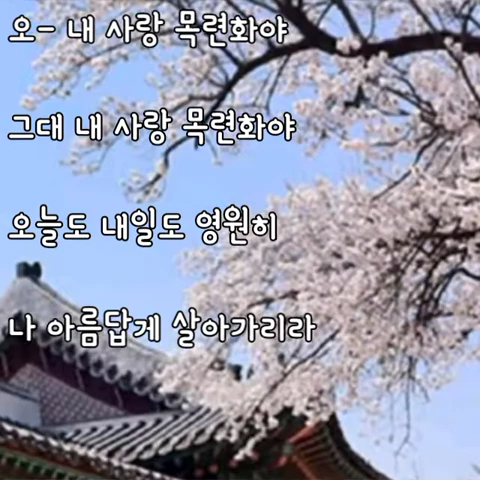 오- 내 사랑 목련화야
그대 내 사랑 목련화야
오늘도 내일도 영원히
나 아름답게 살아가리라